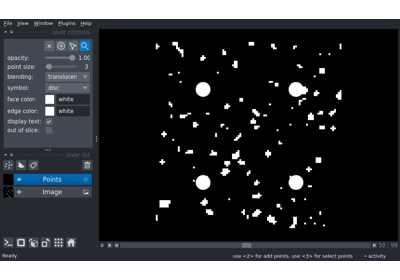 File View Window Plugins Help
layer controls
opacity: 1.00
point size: 3
blending: translucen
symbol: disc
face color: white
edge color: white
display text:
out of slice:
layer list
Points
Image
0 50 99
Ready use <2> for add points, use <3> for select points activity